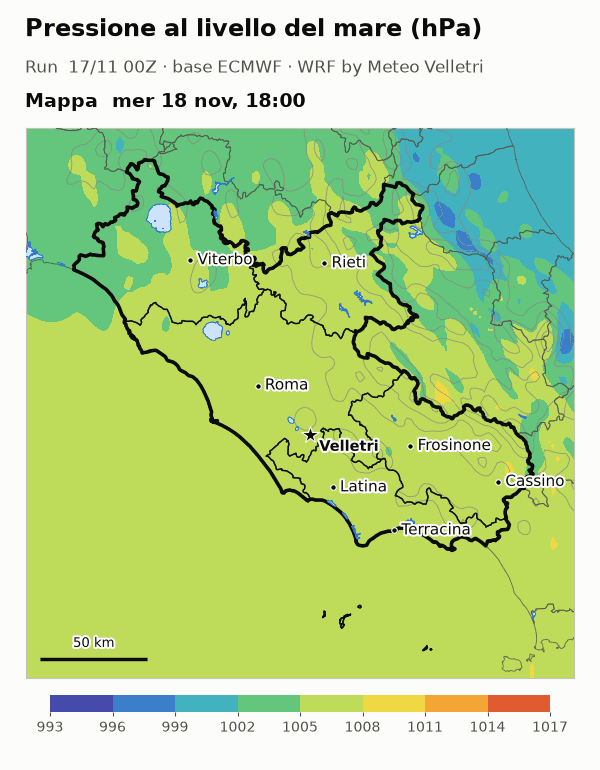 Pressione al livello del mare (hPa)
Run  17/11 00Z · base ECMWF · WRF by Meteo Velletri
Mappa  mer 18 nov, 18:00
Viterbo
Rieti
Roma
Velletri
Frosinone
Cassino
Latina
Terracina
50 km
993 996 999 1002 1005 1008 1011 1014 1017